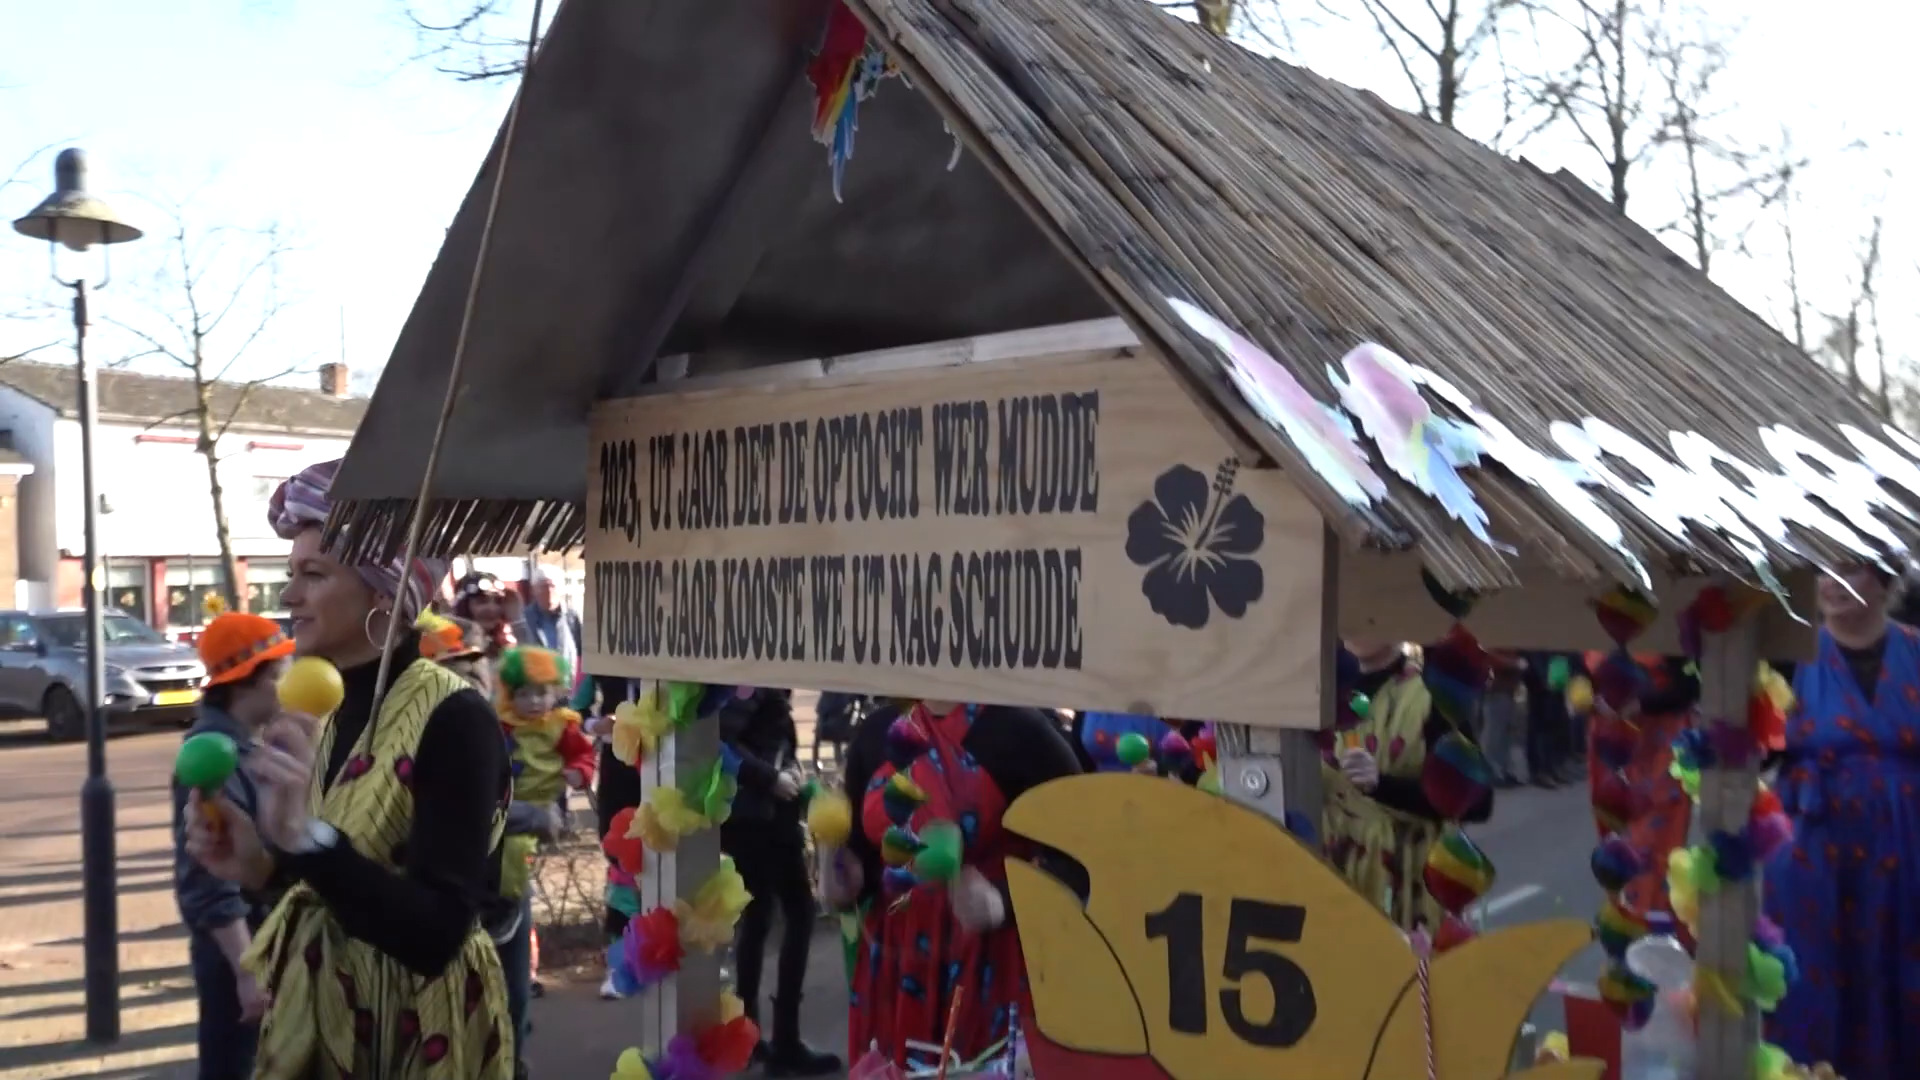 2023, UT JAOR DET DE OPTOCHT WER MUDDE
VURRIG JAOR KOOSTE WE UT NAG SCHUDDE
15